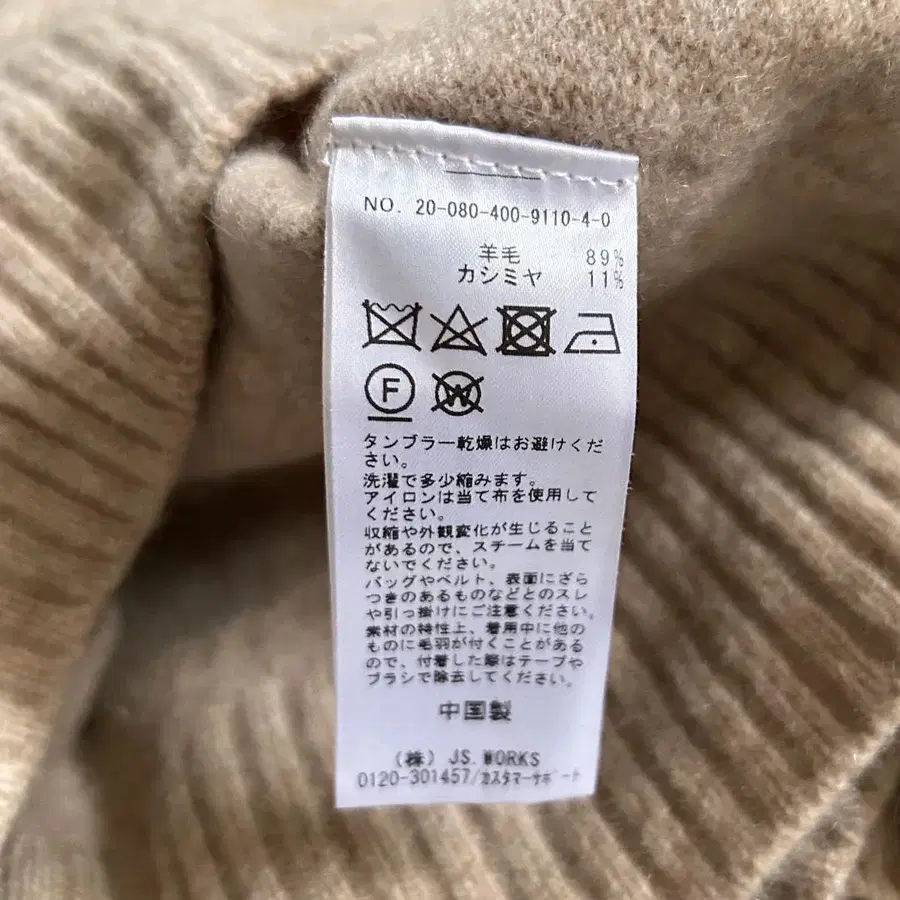 NO. 20-080-400-9110-4-0
羊毛 89%
カシミヤ 11%
F W
タンブラー乾燥はお避けくだ
さい。
洗濯で多少縮みます。
アイロンは当て布を使用して
ください。
収縮や外観変化が生じること
があるので、スチームを当て
ないでください。
バッグやベルト、表面にざら
つきのあるものなどとのスレ
や引っ掛けにご注意ください。
素材の特性上、着用中に他の
ものに毛羽が付くことがある
ので、付着した際はテープや
ブラシで除去してください。
中国製
(株) JS.WORKS
0120-301457/カスタマーサポート